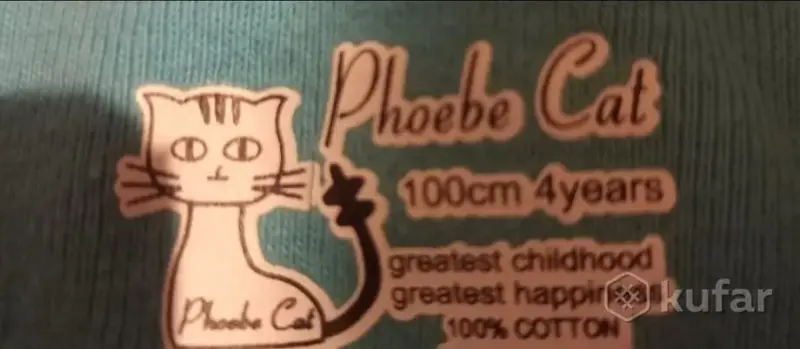 Phoebe Cat
100cm 4years
greatest childhood
greatest
kufar
100% COTTON
Phoebe Cat